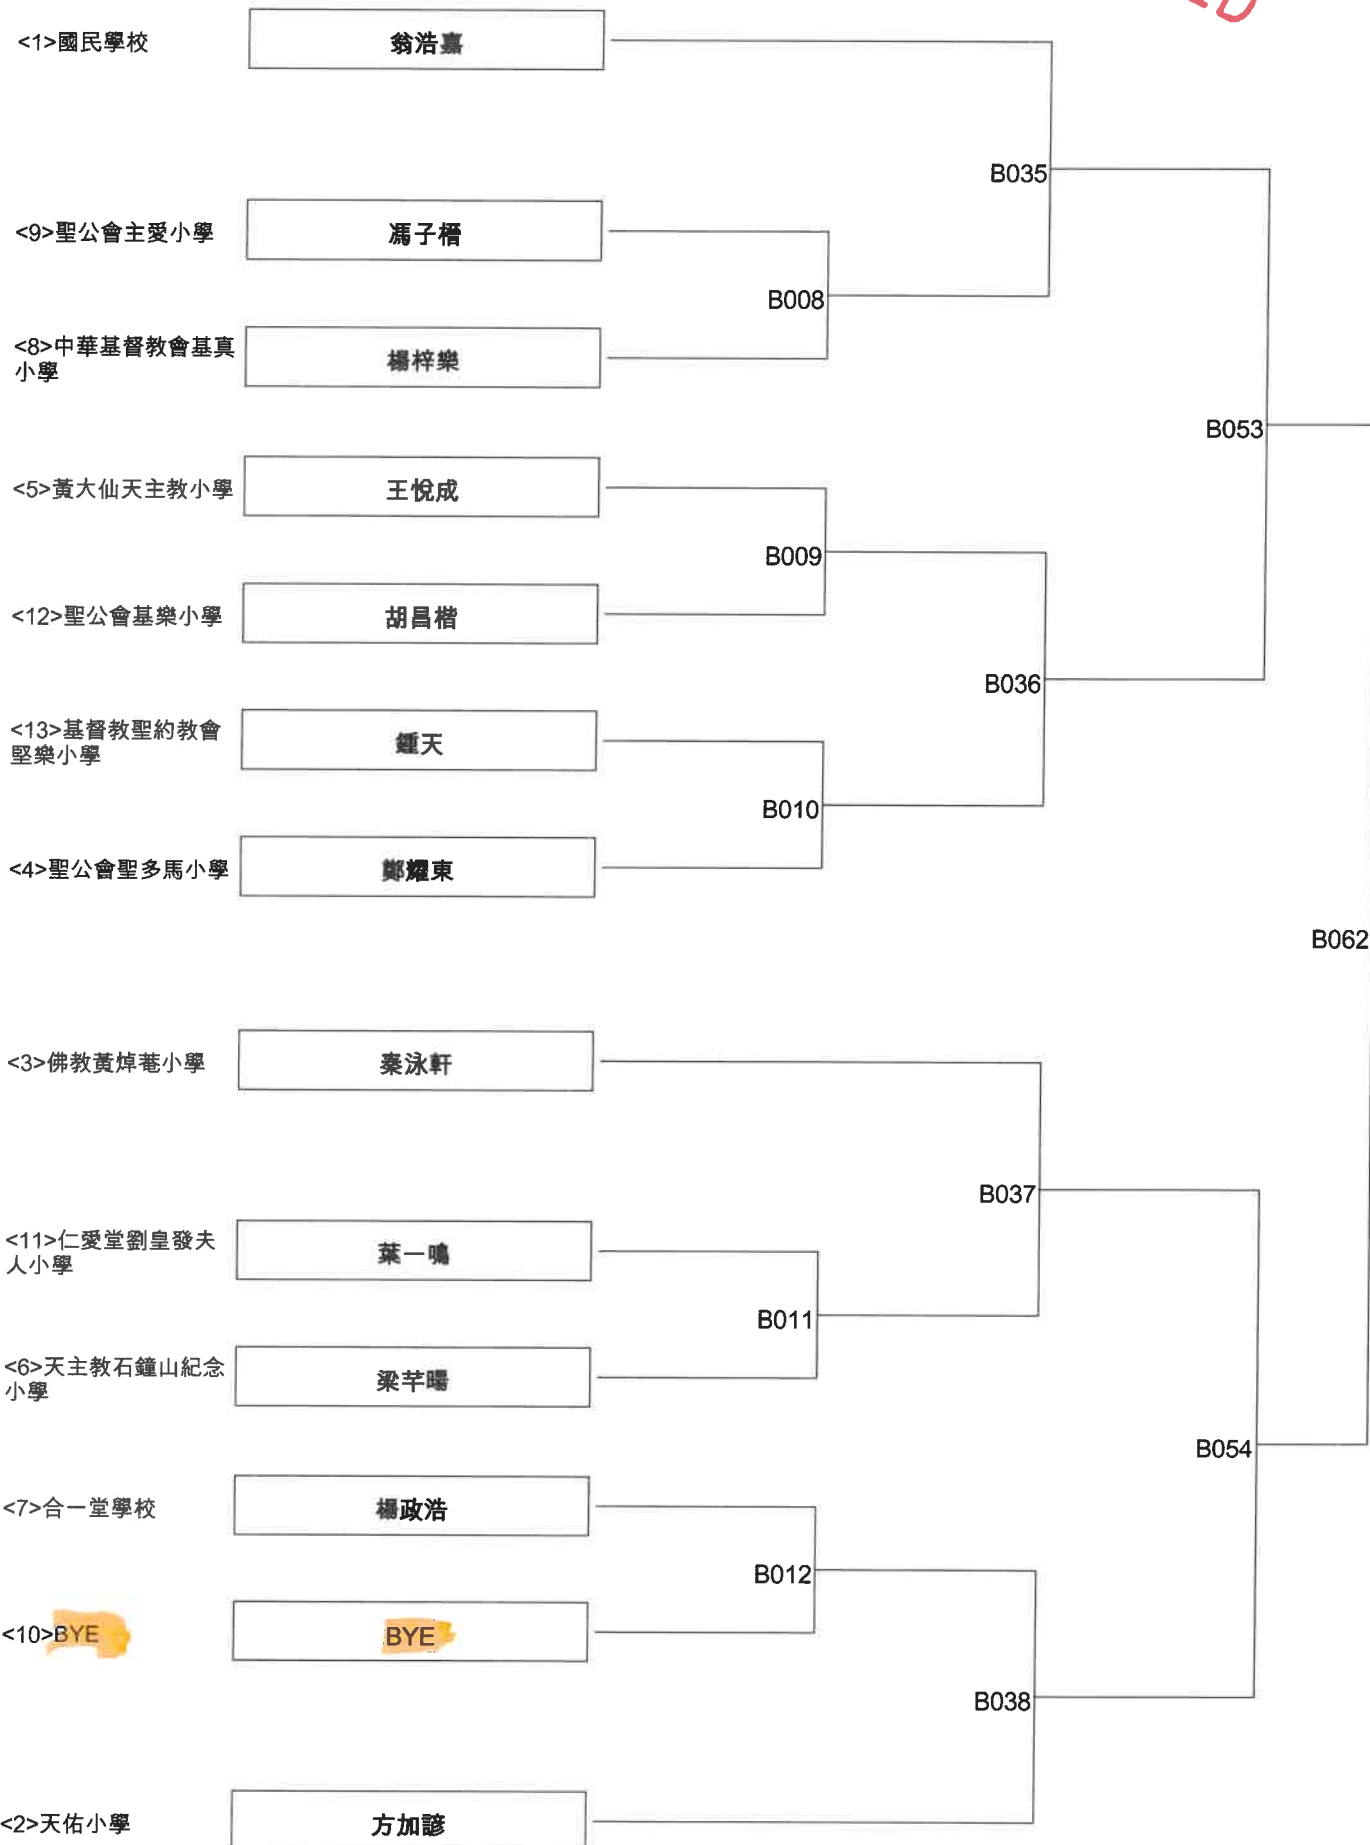 <1>國民學校
翁浩嘉
B035
<9>聖公會主愛小學
馮子榗
B008
<8>中華基督教會基真
小學
楊梓樂
B053
<5>黃大仙天主教小學
王悅成
B009
<12>聖公會基樂小學
胡昌楷
B036
<13>基督教聖約教會
堅樂小學
鍾天
B010
<4>聖公會聖多馬小學
鄭耀東
B062
<3>佛教黃焯菴小學
秦泳軒
B037
<11>仁愛堂劉皇發夫
人小學
葉一鳴
B011
<6>天主教石鐘山紀念
小學
梁芊暘
B054
<7>合一堂學校
楊政浩
B012
<10>BYE
BYE
B038
<2>天佑小學
方加諺